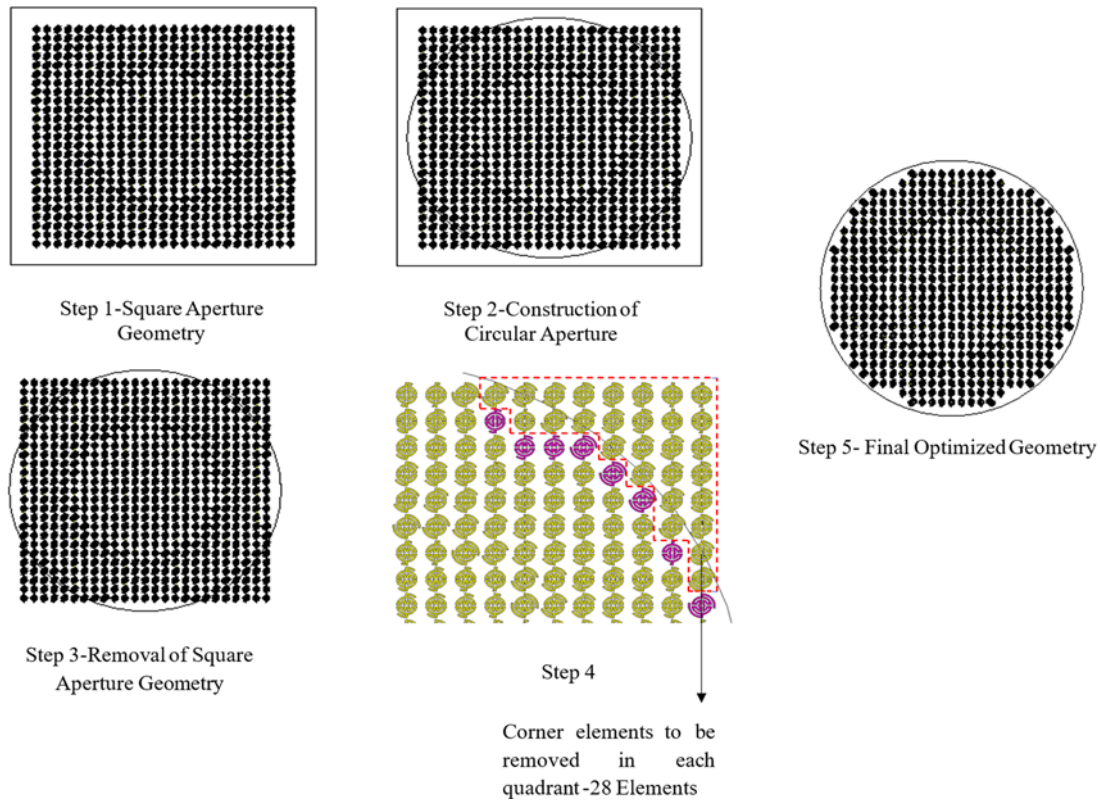 Step 1-Square Aperture
Geometry
Step 2-Construction of
Circular Aperture
Step 3-Removal of Square
Aperture Geometry
Step 4
Corner elements to be
removed in each
quadrant -28 Elements
Step 5- Final Optimized Geometry